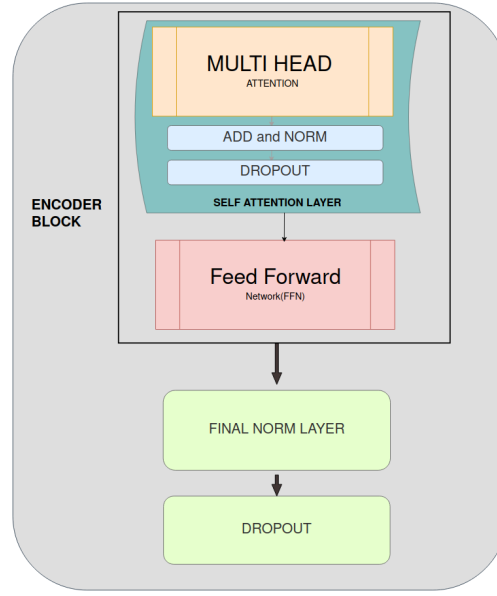 MULTI HEAD
ATTENTION
ADD and NORM
DROPOUT
SELF ATTENTION LAYER
ENCODER
BLOCK
Feed Forward
Network(FFN)
FINAL NORM LAYER
DROPOUT